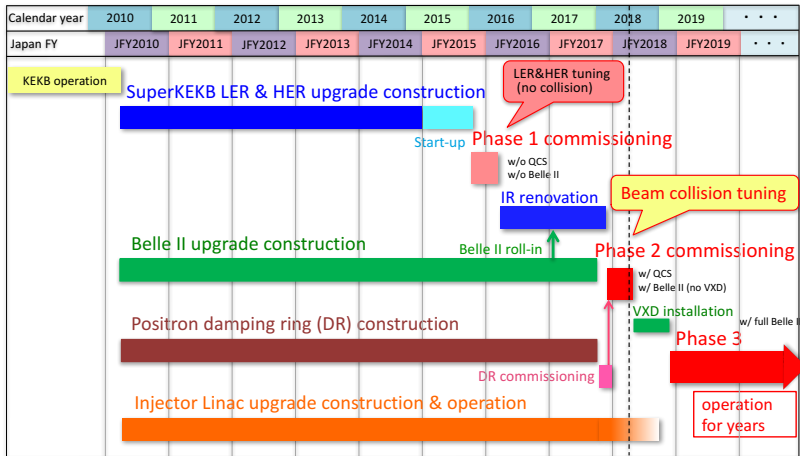 Calendar year 2010 2011 2012 2013 2014 2015 2016 2017 2018 2019 · · ·
Japan FY JFY2010 JFY2011 JFY2012 JFY2013 JFY2014 JFY2015 JFY2016 JFY2017 JFY2018 JFY2019 · · ·
KEKB operation
LER&HER tuning
(no collision)
SuperKEKB LER & HER upgrade construction
Start-up
Phase 1 commissioning
w/o QCS
w/o Belle II
IR renovation
Beam collision tuning
Belle II upgrade construction
Belle II roll-in
Phase 2 commissioning
w/ QCS
w/ Belle II (no VXD)
VXD installation
w/ full Belle II
Positron damping ring (DR) construction
Phase 3
DR commissioning
Injector Linac upgrade construction & operation
operation
for years